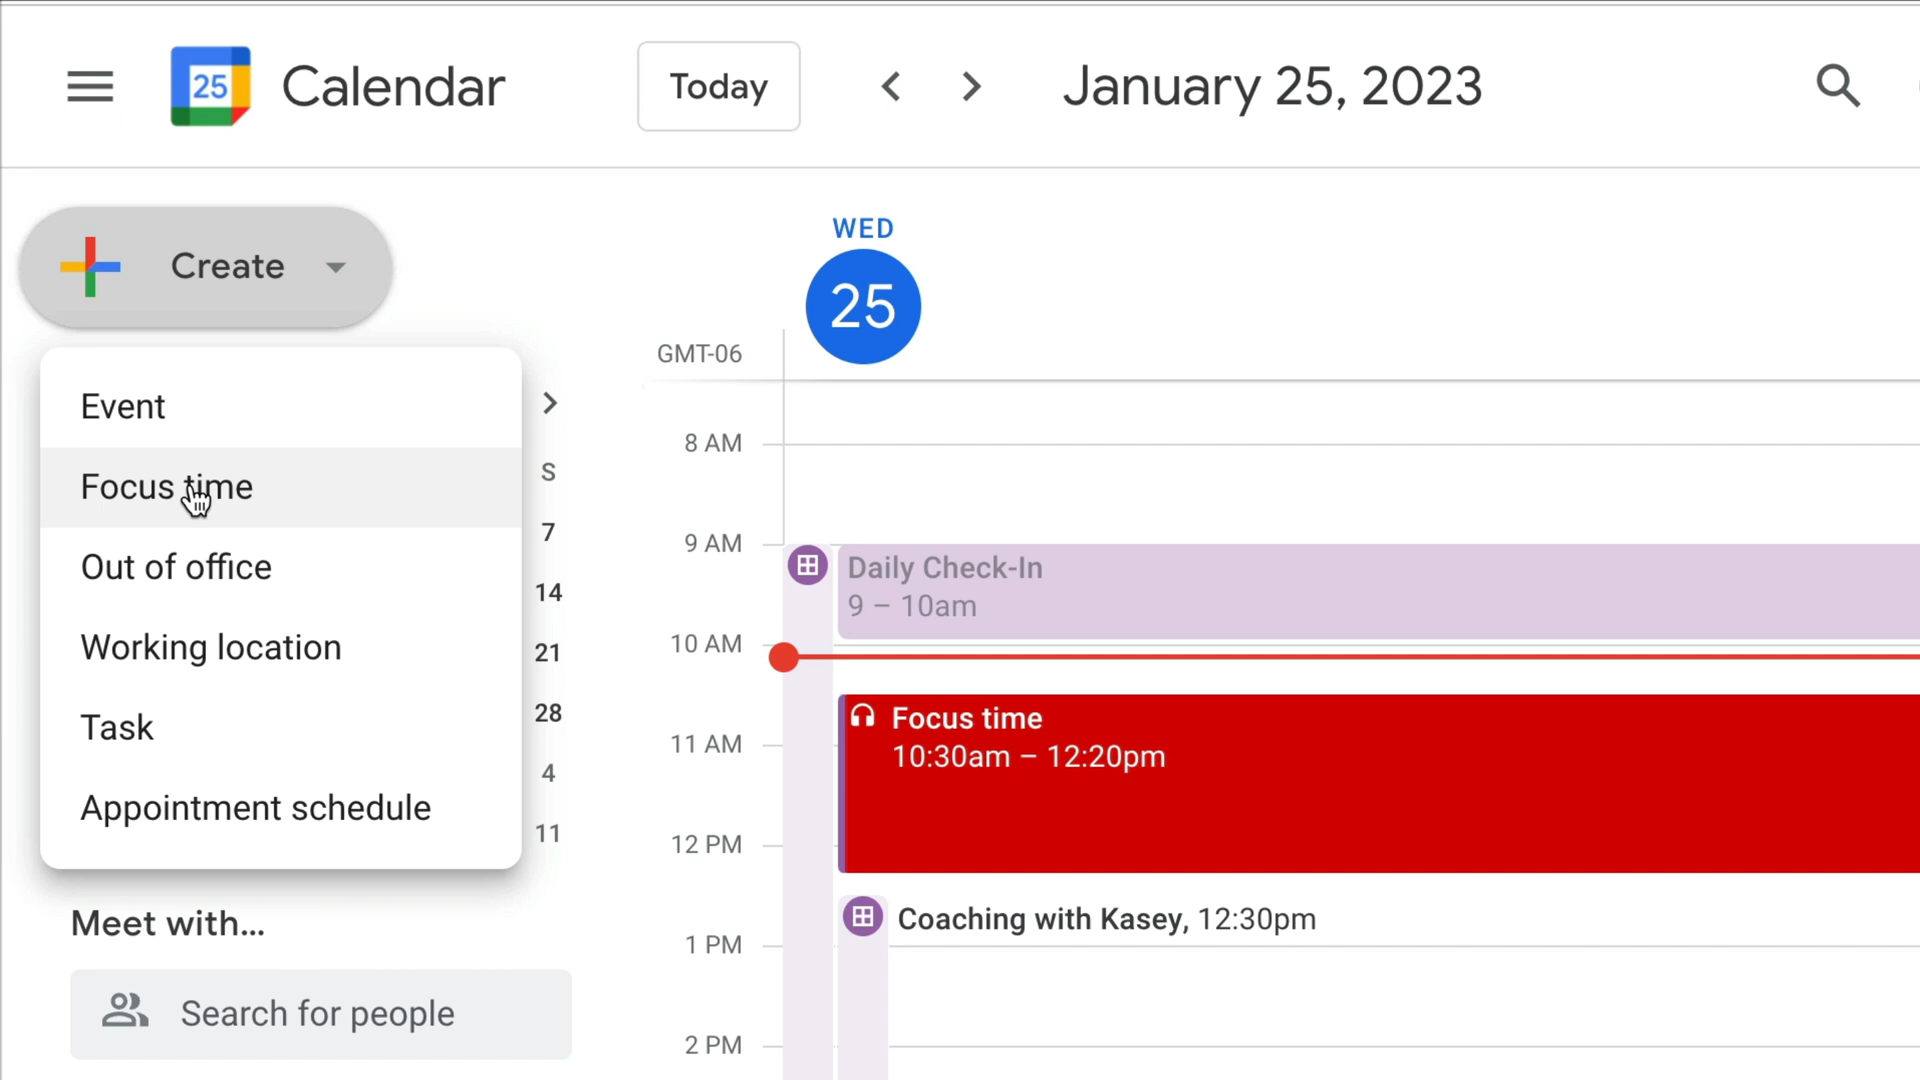 25 Calendar Today January 25, 2023
Create
Event
Focus time
Out of office
Working location
Task
Appointment schedule
S
7
14
21
28
4
11
Meet with...
Search for people
WED
25
GMT-06
8 AM
9 AM
Daily Check-In
9 – 10am
10 AM
Focus time
10:30am – 12:20pm
11 AM
12 PM
Coaching with Kasey, 12:30pm
1 PM
2 PM